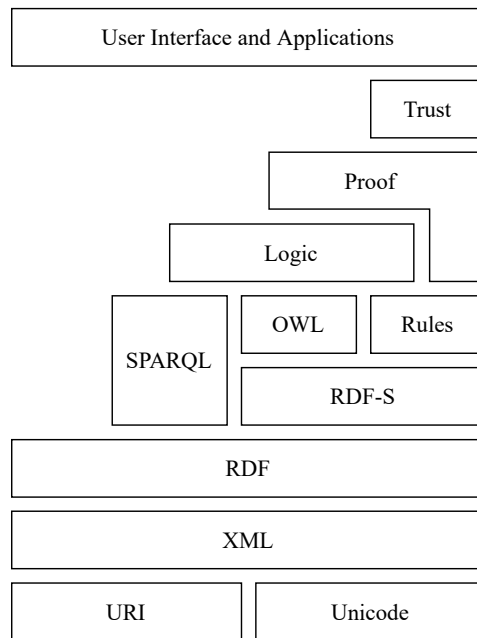 User Interface and Applications
Trust
Proof
Logic
OWL
Rules
SPARQL
RDF-S
RDF
XML
URI
Unicode